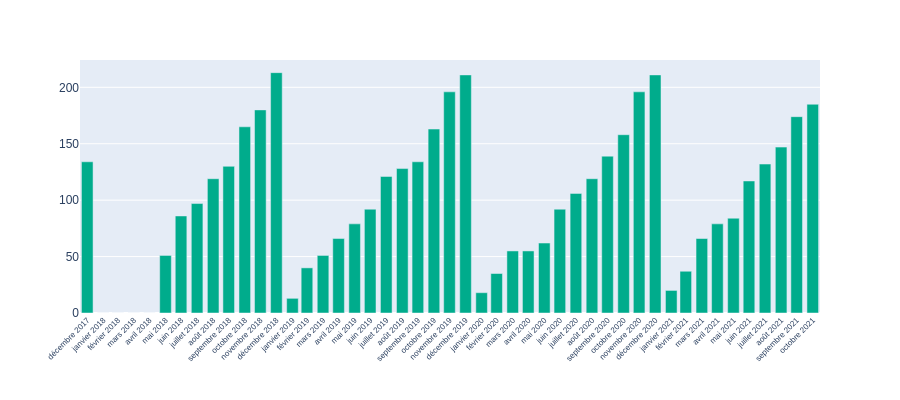 200
150
100
50
0
décembre 2017
janvier 2018
février 2018
mars 2018
avril 2018
mai 2018
juin 2018
juillet 2018
août 2018
septembre 2018
octobre 2018
novembre 2018
décembre 2018
janvier 2019
février 2019
mars 2019
avril 2019
mai 2019
juin 2019
juillet 2019
août 2019
septembre 2019
octobre 2019
novembre 2019
décembre 2019
janvier 2020
février 2020
mars 2020
avril 2020
mai 2020
juin 2020
juillet 2020
août 2020
septembre 2020
octobre 2020
novembre 2020
décembre 2020
janvier 2021
février 2021
mars 2021
avril 2021
mai 2021
juin 2021
juillet 2021
août 2021
septembre 2021
octobre 2021